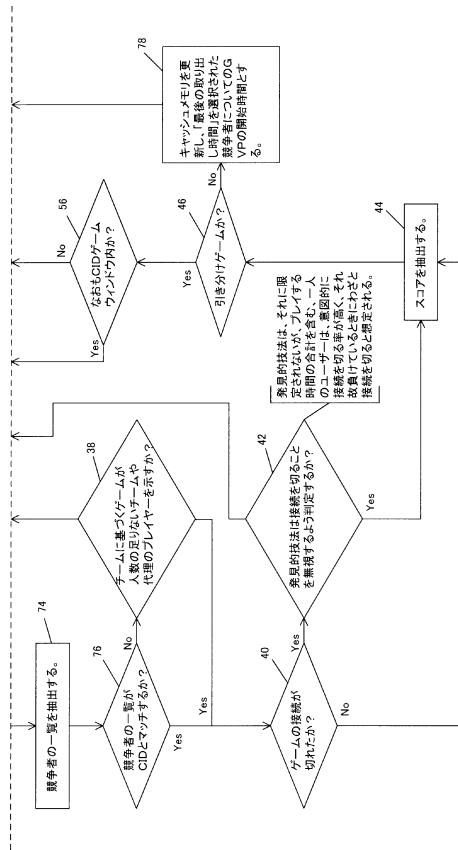 74
競争者の一覧を抽出する。
76
競争者の一覧が
CIDとマッチするか？
No
Yes
38
チームに基づくゲームが
人数の足りないチームや
代理のプレイヤーを示すか？
Yes
40
ゲームの接続が
切れたか？
Yes
No
42
発見的技法は接続を切ること
を無視するよう判定するか？
Yes
発見的技法は、それに限
定されないが、プレイする
時間の合計を含む、一人
のユーザーは、意図的に
接続を切る率が高く、それ
故負けているときにわざと
接続を切ると想定される。
44
スコアを抽出する。
46
引き分けゲームか？
Yes
No
56
なおもCIDゲーム
ウィンドウ内か？
Yes
No
78
キャッシュメモリを更
新し、「最後の取り出
し時間」を選択された
競争者についてのG
VPの開始時間とす
る。